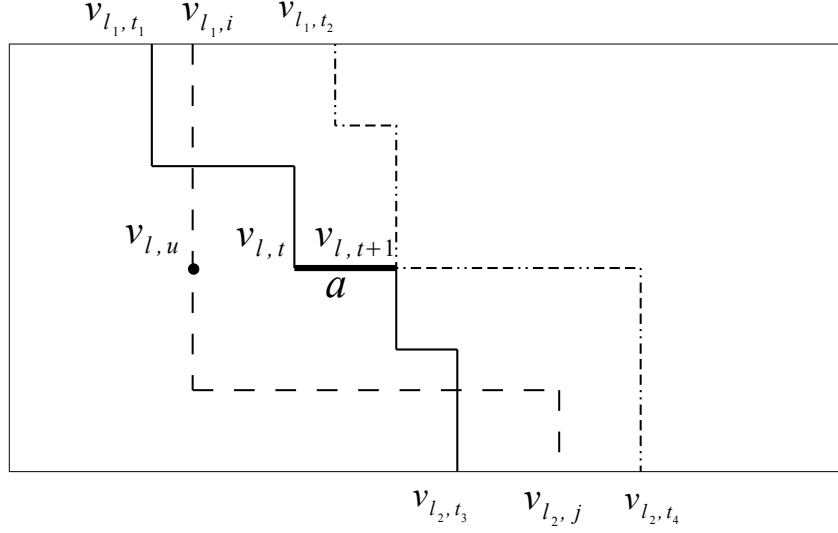 v_{l_1, t_1} v_{l_1, i} v_{l_1, t_2}
v_{l, u} v_{l, t} v_{l, t+1}
a
v_{l_2, t_3} v_{l_2, j} v_{l_2, t_4}